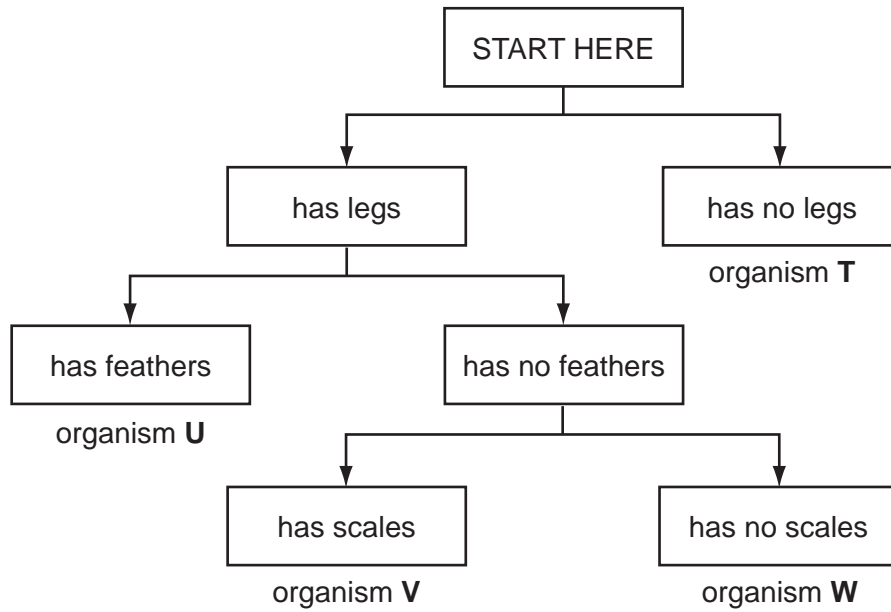 START HERE
has legs
has no legs
organism T
has feathers
has no feathers
organism U
has scales
has no scales
organism V
organism W